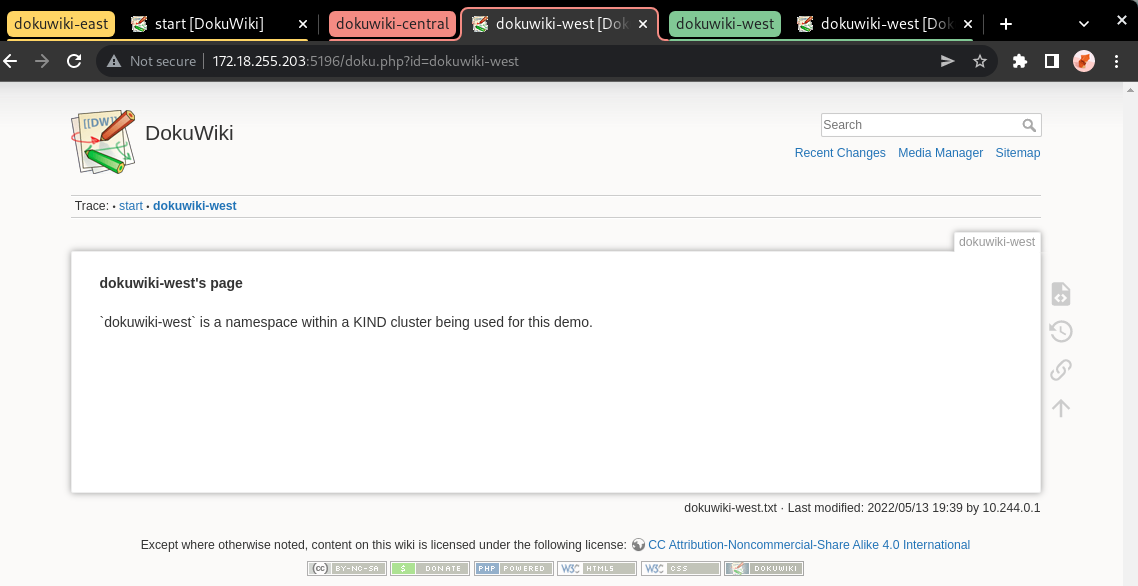 dokuwiki-east start [DokuWiki] dokuwiki-central dokuwiki-west [Dok dokuwiki-west dokuwiki-west [Dok
Not secure 172.18.255.203:5196/doku.php?id=dokuwiki-west
[[DW]]
DokuWiki
Search
Recent Changes Media Manager Sitemap
Trace: • start • dokuwiki-west
dokuwiki-west
dokuwiki-west's page
`dokuwiki-west` is a namespace within a KIND cluster being used for this demo.
dokuwiki-west.txt · Last modified: 2022/05/13 19:39 by 10.244.0.1
Except where otherwise noted, content on this wiki is licensed under the following license: CC Attribution-Noncommercial-Share Alike 4.0 International
(cc) BY-NC-SA $ DONATE PHP POWERED W3C HTML5 W3C CSS DOKUWIKI